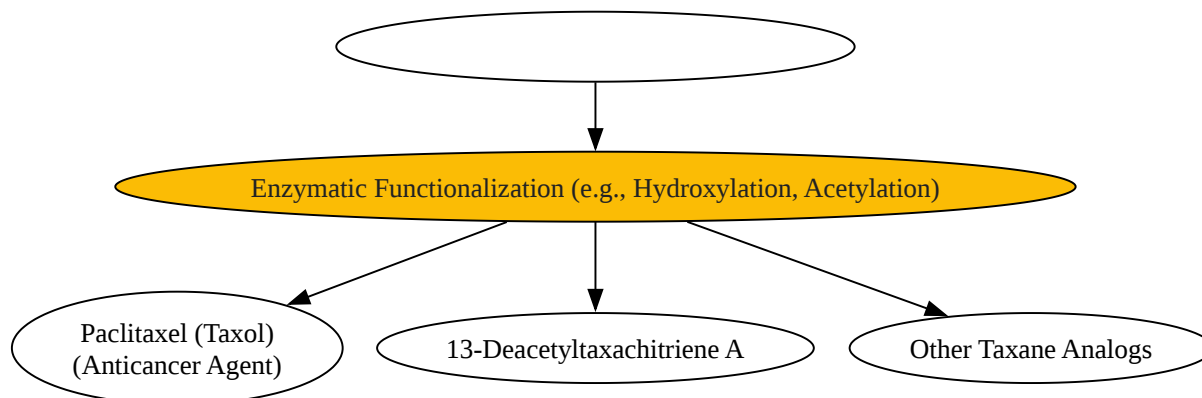 Enzymatic Functionalization (e.g., Hydroxylation, Acetylation)
Paclitaxel (Taxol)
(Anticancer Agent)
13-Deacetyltaxachitriene A
Other Taxane Analogs